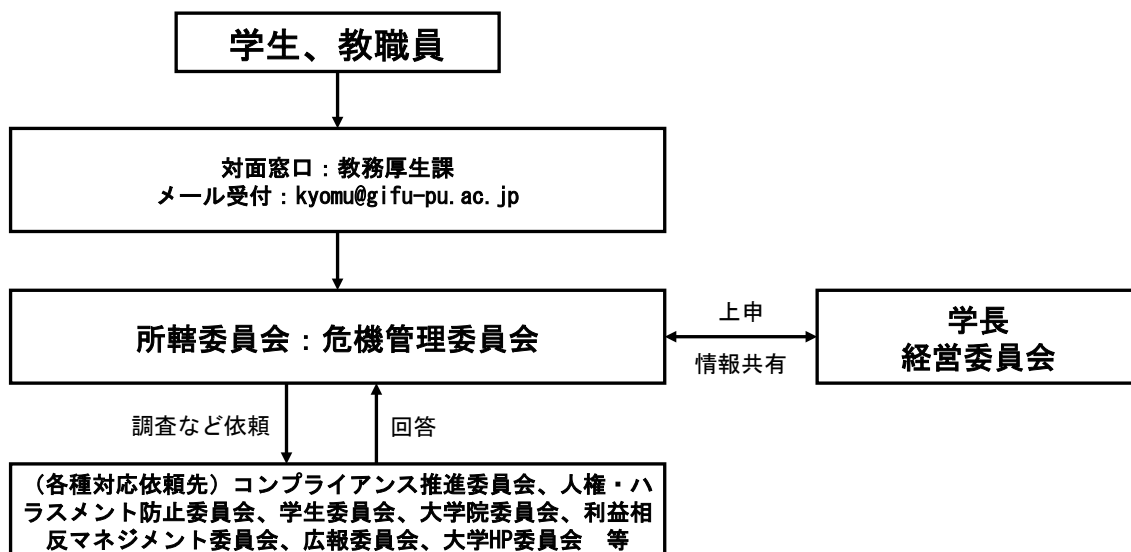 学生、教職員
対面窓口：教務厚生課
メール受付：kyomu@gifu-pu.ac.jp
所轄委員会：危機管理委員会
上申
情報共有
学長
経営委員会
調査など依頼
回答
（各種対応依頼先）コンプライアンス推進委員会、人権・ハ
ラスメント防止委員会、学生委員会、大学院委員会、利益相
反マネジメント委員会、広報委員会、大学HP委員会　等